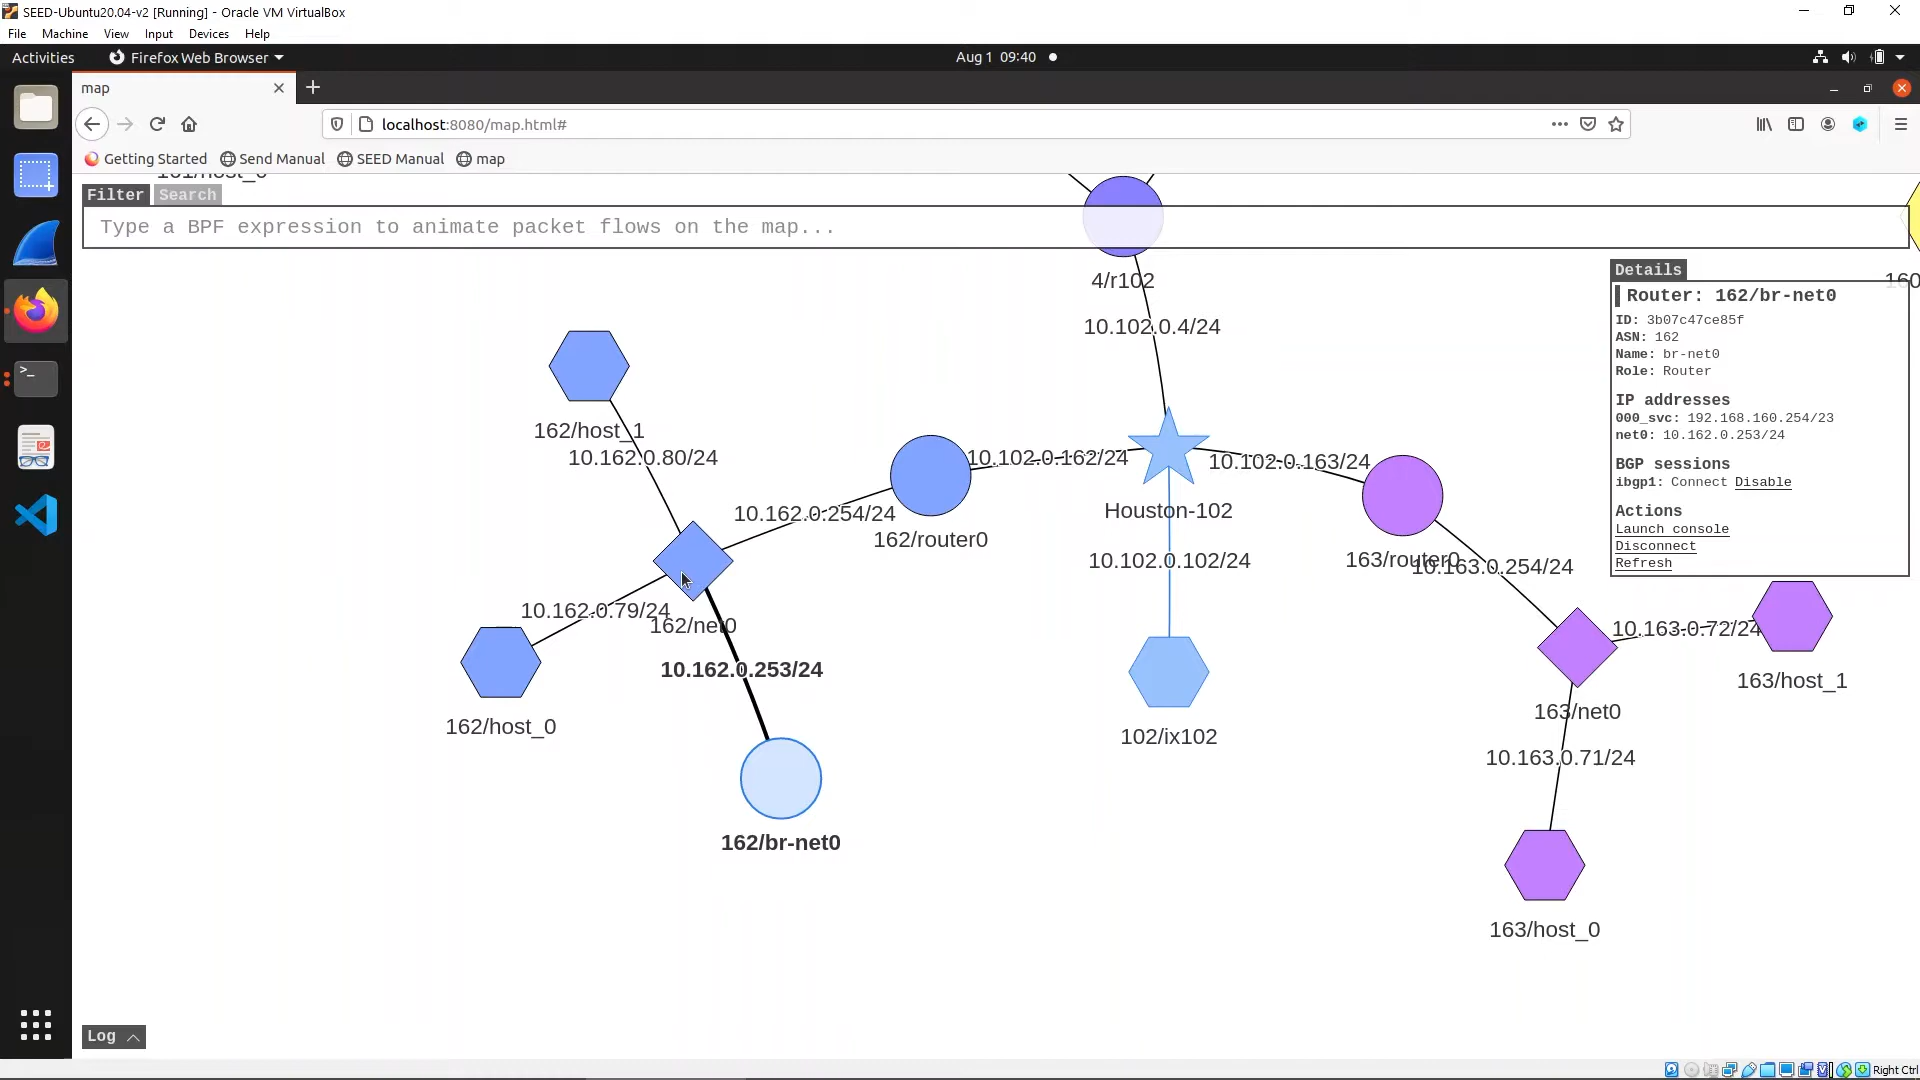 SEED-Ubuntu20.04-v2 [Running] - Oracle VM VirtualBox
File Machine View Input Devices Help
Activities Firefox Web Browser Aug 1 09:40
map
localhost:8080/map.html#
Getting Started Send Manual SEED Manual map
161/host_0
Filter Search
Type a BPF expression to animate packet flows on the map...
4/r102
10.102.0.4/24
160
Details
Router: 162/br-net0
ID: 3b07c47ce85f
ASN: 162
Name: br-net0
Role: Router
IP addresses
000_svc: 192.168.160.254/23
net0: 10.162.0.253/24
BGP sessions
ibgp1: Connect Disable
Actions
Launch console
Disconnect
Refresh
162/host_1
10.162.0.80/24
10.102.0.162/24
10.102.0.163/24
Houston-102
10.162.0.254/24
162/router0
10.102.0.102/24
163/router0
10.163.0.254/24
10.162.0.79/24
162/net0
10.163.0.72/24
10.162.0.253/24
163/host_1
162/host_0
163/net0
102/ix102
10.163.0.71/24
162/br-net0
163/host_0
Log
Right Ctrl